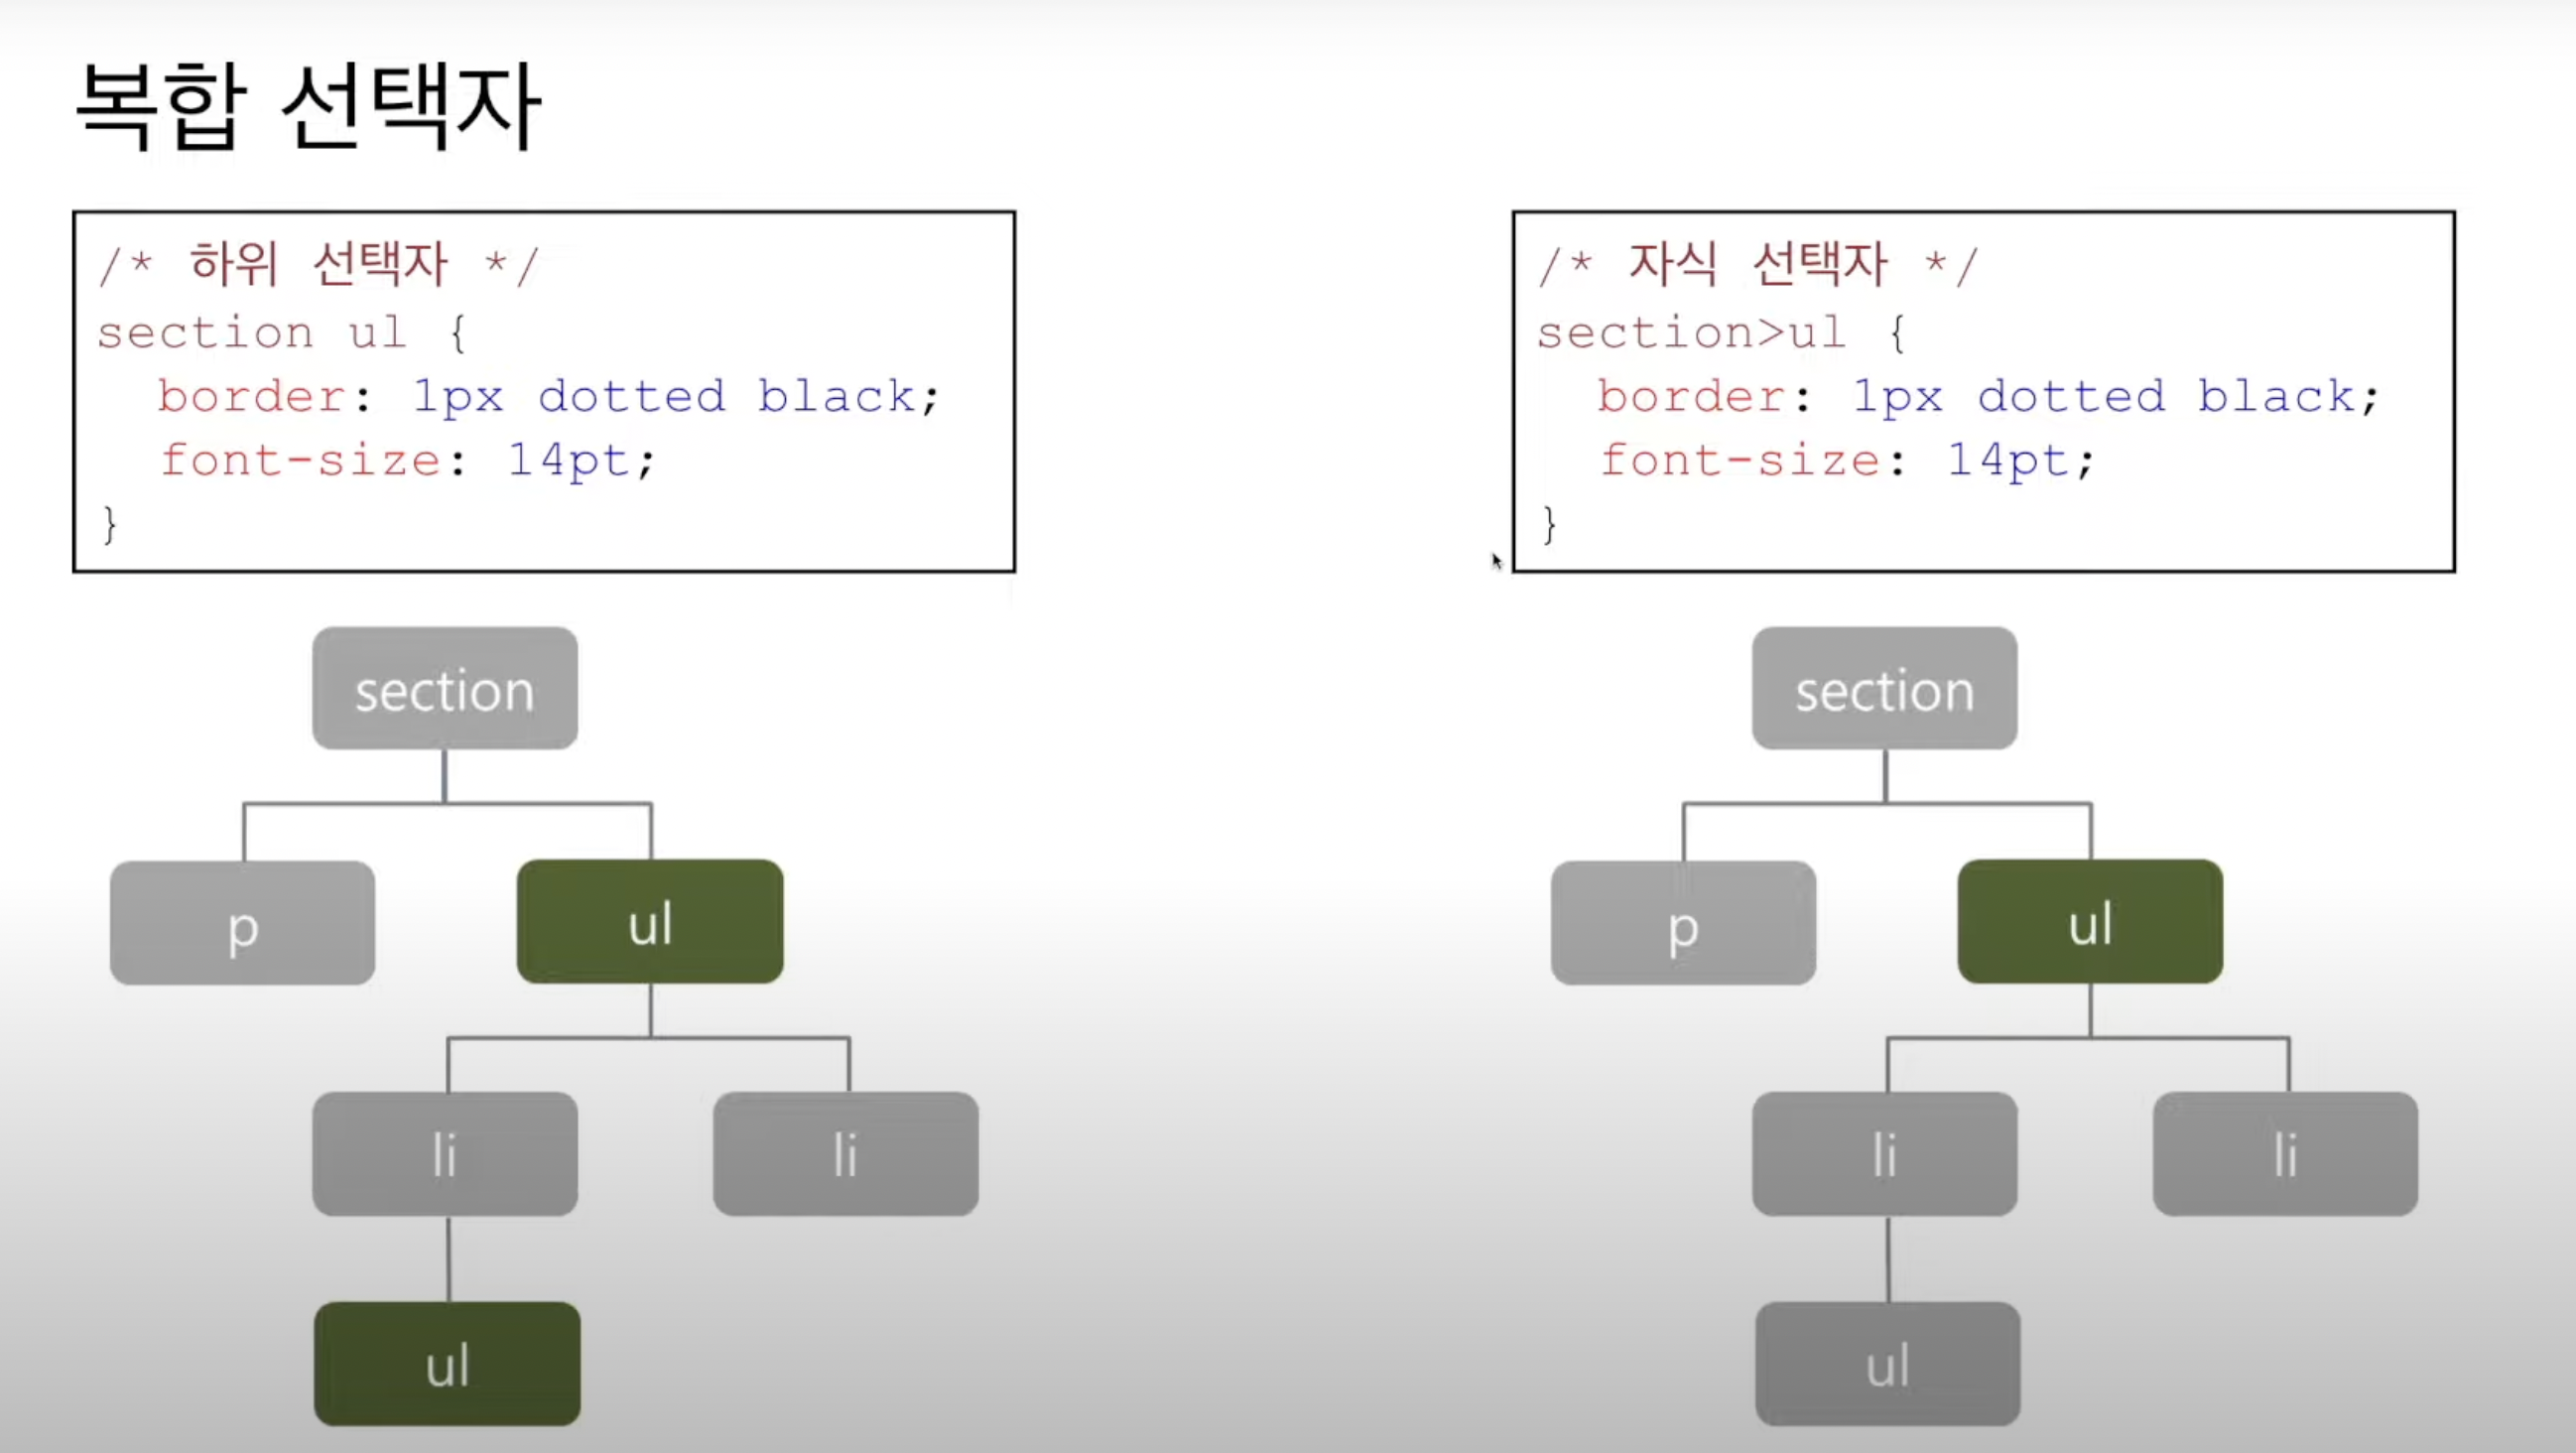 복합 선택자
/* 하위 선택자 */
section ul {
border: 1px dotted black;
font-size: 14pt;
}
section
p
ul
li
li
ul
/* 자식 선택자 */
section>ul {
border: 1px dotted black;
font-size: 14pt;
}
section
p
ul
li
li
ul